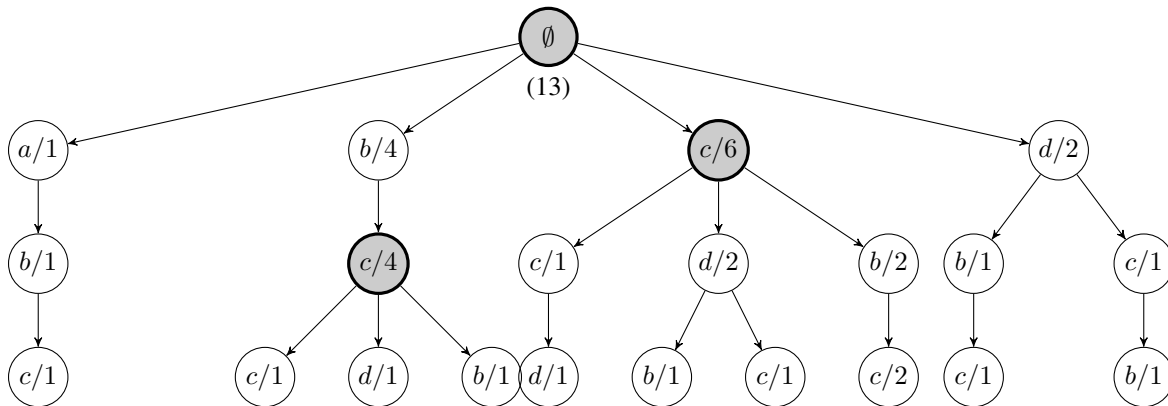 ∅
(13)
a/1 b/4 c/6 d/2
b/1 c/4 c/1 d/2 b/2 b/1 c/1
c/1 c/1 d/1 b/1 d/1 b/1 c/1 c/2 c/1 b/1